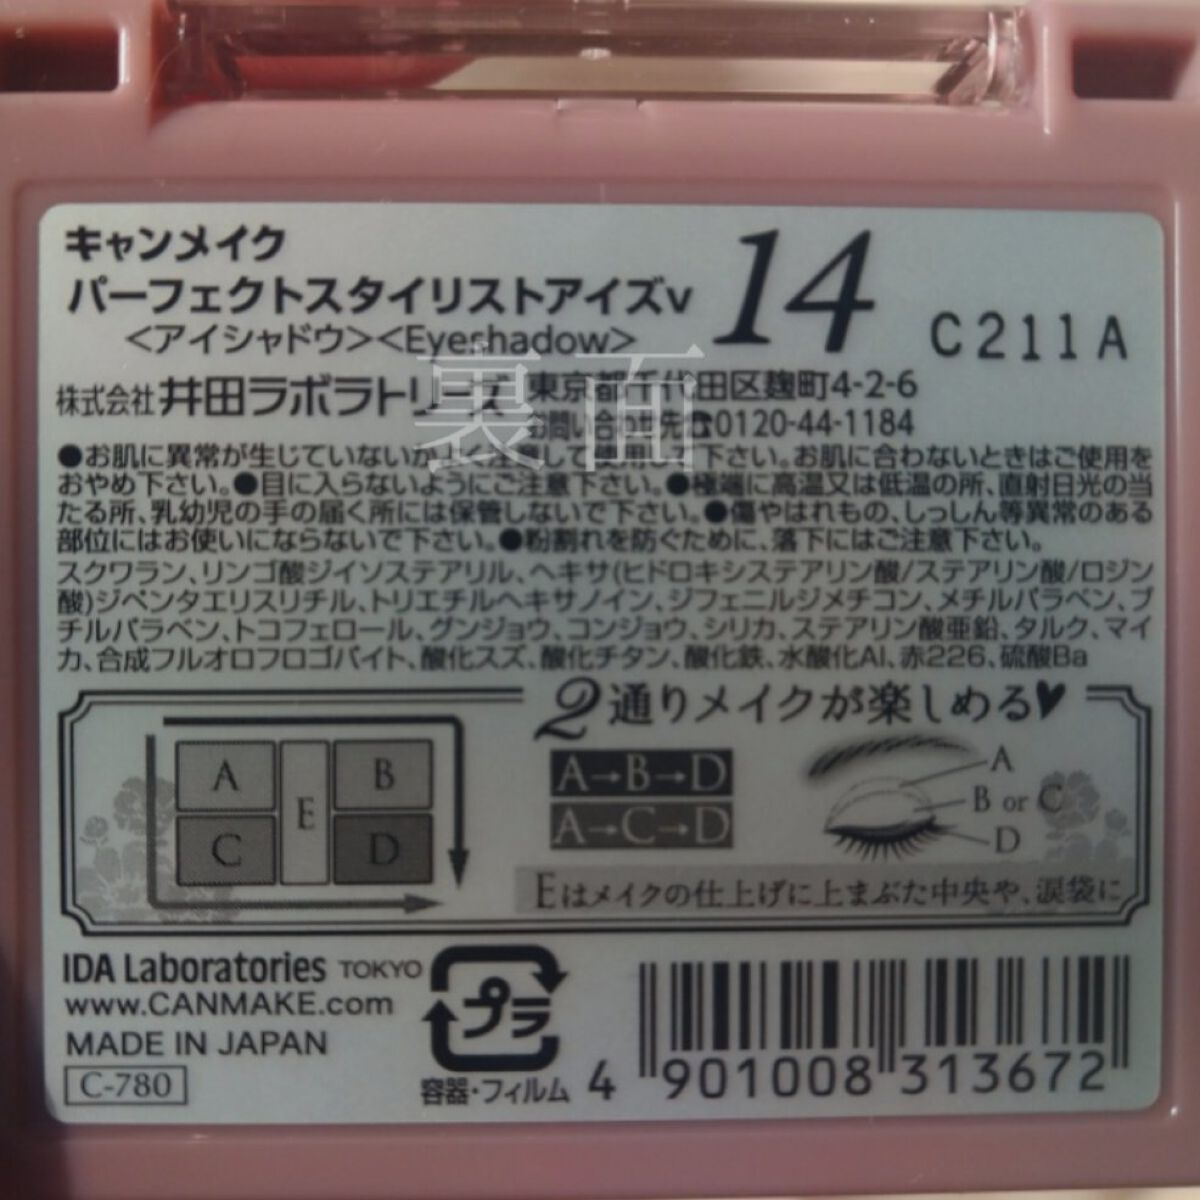 キャンメイク
パーフェクトスタイリストアイズv
<アイシャドウ><Eyeshadow>
14
C211A
株式会社 井田ラボラトリーズ
東京都千代田区麹町4-2-6
お問い合わせ先☎0120-44-1184
裏面
●お肌に異常が生じていないかよく注意して使用して下さい。お肌に合わないときはご使用を
おやめ下さい。●目に入らないようにご注意下さい。●極端に高温又は低温の所、直射日光の当
たる所、乳幼児の手の届く所には保管しないで下さい。●傷やはれもの、しっしん等異常のある
部位にはお使いにならないで下さい。●粉割れを防ぐために、落下にはご注意下さい。
スクワラン、リンゴ酸ジイソステアリル、ヘキサ(ヒドロキシステアリン酸/ステアリン酸/ロジン
酸)ジペンタエリスリチル、トリエチルヘキサノイン、ジフェニルジメチコン、メチルパラベン、ブ
チルパラベン、トコフェロール、グンジョウ、コンジョウ、シリカ、ステアリン酸亜鉛、タルク、マイ
カ、合成フルオロフロゴパイト、酸化スズ、酸化チタン、酸化鉄、水酸化Al、赤226、硫酸Ba
2通りメイクが楽しめる♥
A
B
E
C
D
A→B→D
A→C→D
A
B or C
D
Eはメイクの仕上げに上まぶた中央や、涙袋に
IDA Laboratories TOKYO
www.CANMAKE.com
MADE IN JAPAN
C-780
プラ
容器・フィルム
4 901008 313672